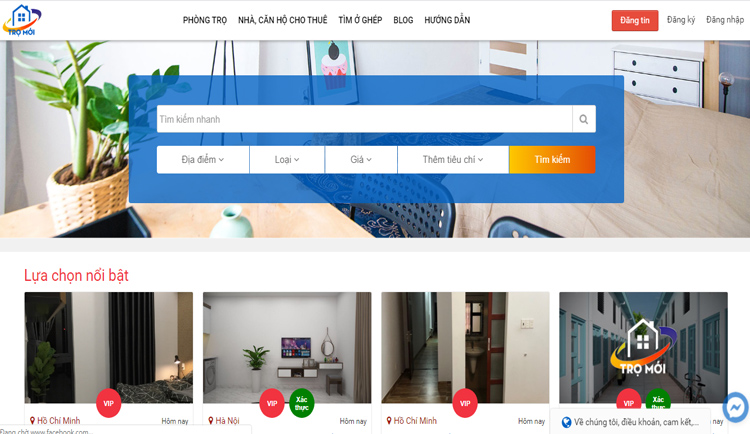 TRỌ MỚI
PHÒNG TRỌ NHÀ, CĂN HỘ CHO THUÊ TÌM Ở GHÉP BLOG HƯỚNG DẪN
Đăng tin Đăng ký Đăng nhập
Tìm kiếm nhanh
Địa điểm Loại Giá Thêm tiêu chí Tìm kiếm
Lựa chọn nổi bật
TRỌ MỚI
VIP VIP Xác thực VIP VIP Xác thực
Hồ Chí Minh Hôm nay Hà Nội Hôm nay Hồ Chí Minh Hôm nay
Về chúng tôi, điều khoản, cam kết,...
Đang chờ www.facebook.com...